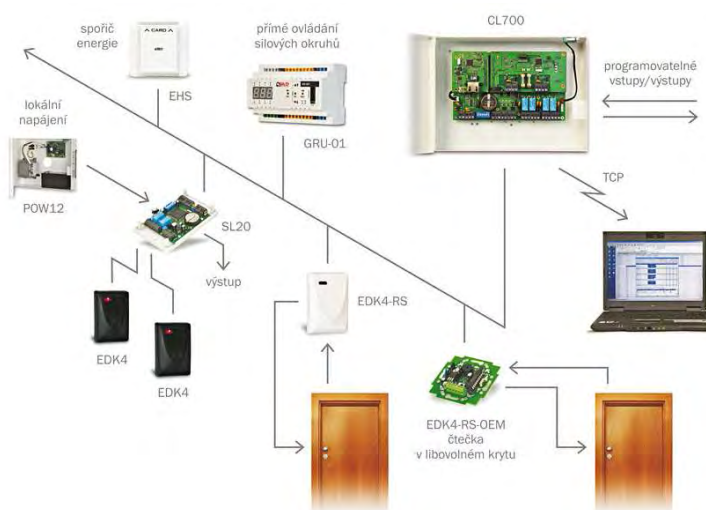 spořič
energie
A CARD A
EHS
přímé ovládání
silových okruhů
GRU-01
CL700
programovatelné
vstupy/výstupy
TCP
lokální
napájení
POW12
SL20
výstup
EDK4
EDK4
EDK4-RS
EDK4-RS-OEM
čtečka
v libovolném krytu